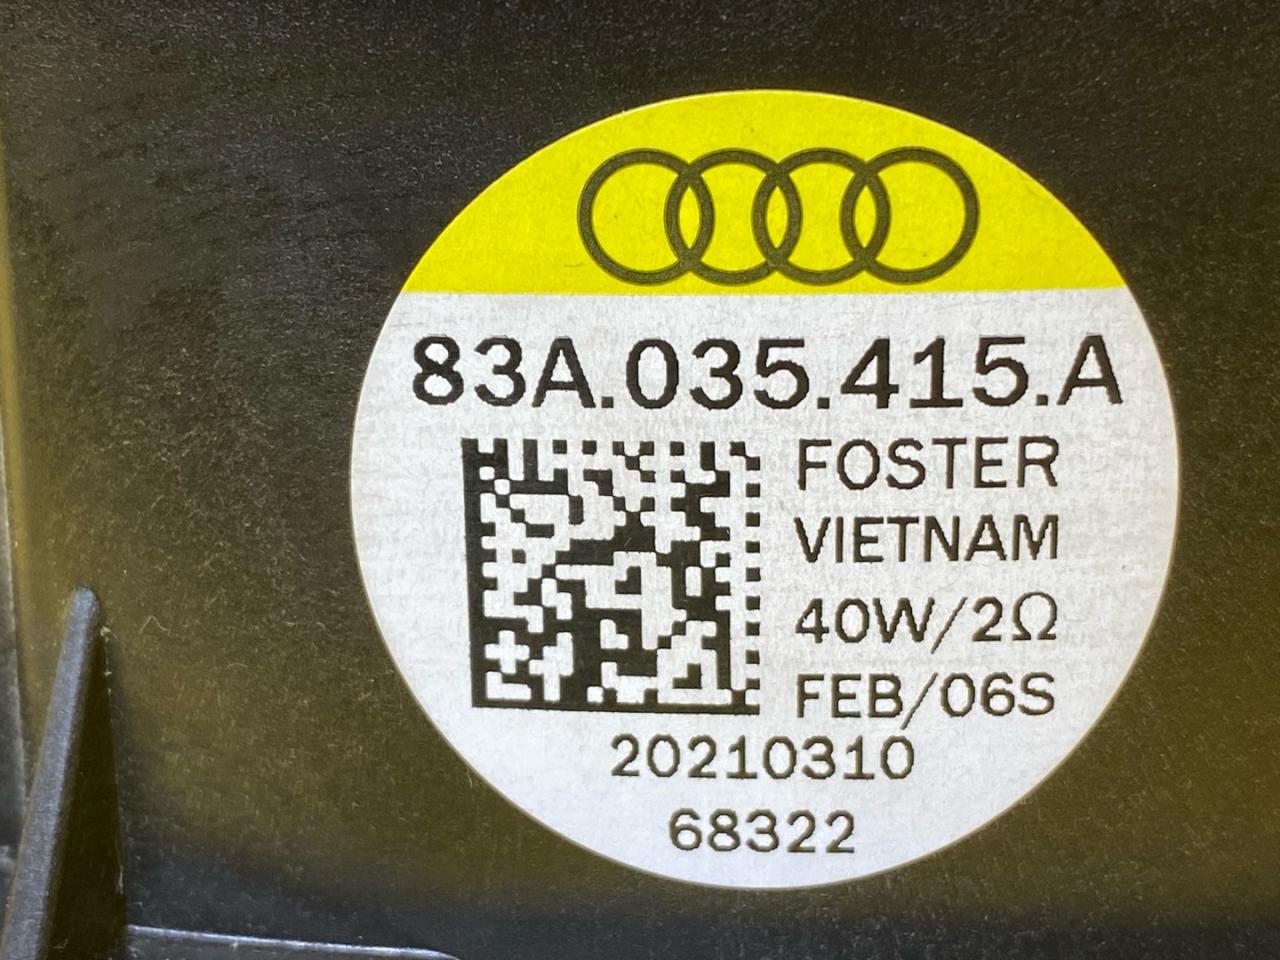 83A.035.415.A
FOSTER
VIETNAM
40W/2Ω
FEB/06S
20210310
68322